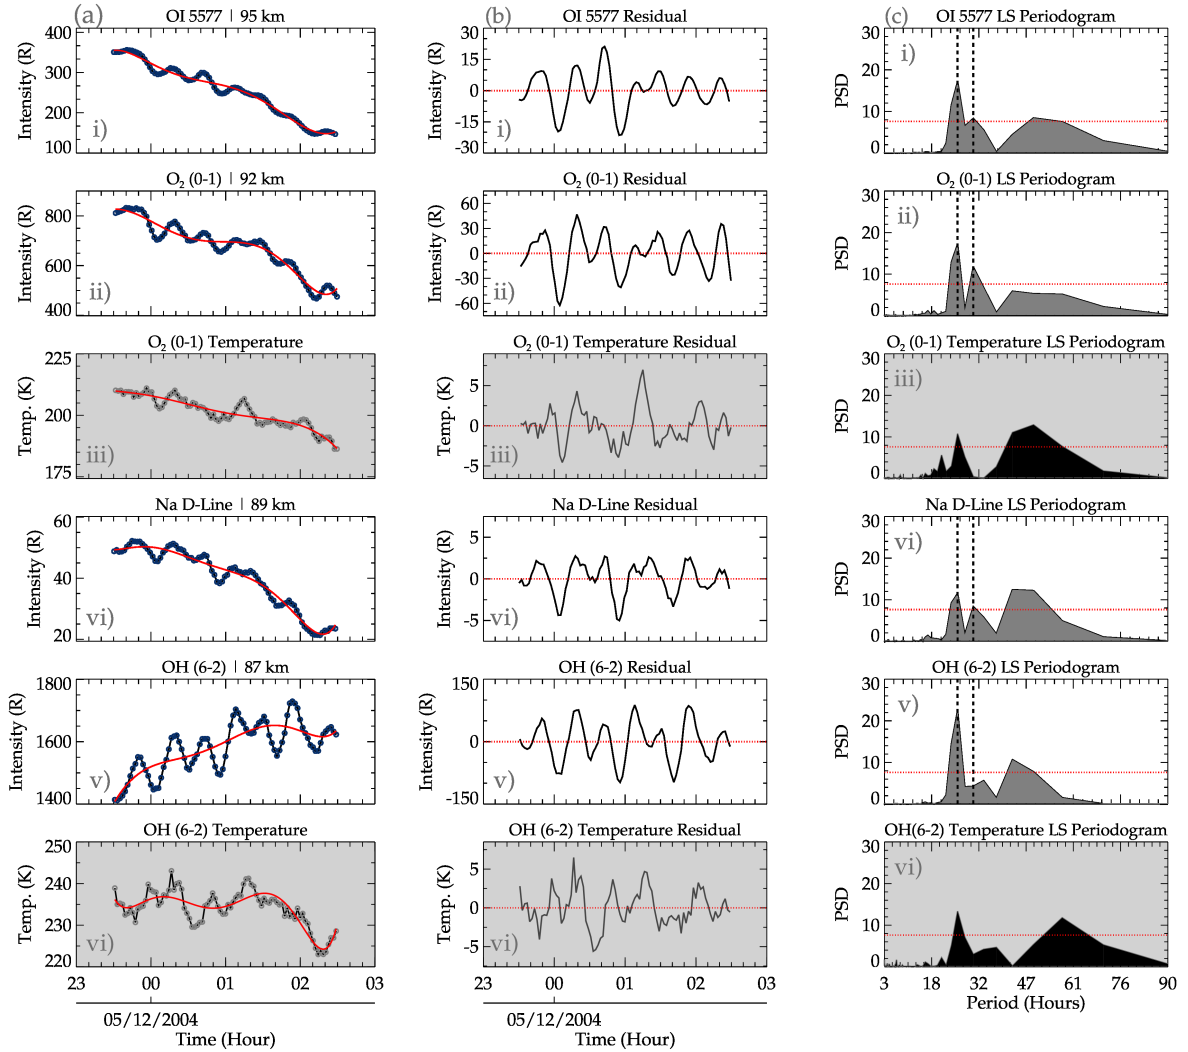 (a)
OI 5577 | 95 km
400
300
200
100
Intensity (R)
i)
O₂ (0-1) | 92 km
800
600
400
Intensity (R)
ii)
O₂ (0-1) Temperature
225
200
175
Temp. (K)
iii)
Na D-Line | 89 km
60
40
20
Intensity (R)
vi)
OH (6-2) | 87 km
1800
1600
1400
Intensity (R)
v)
OH (6-2) Temperature
250
240
230
220
Temp. (K)
vi)
23 00 01 02 03
05/12/2004
Time (Hour)
(b)
OI 5577 Residual
30
15
0
-15
-30
Intensity (R)
i)
O₂ (0-1) Residual
60
30
0
-30
-60
Intensity (R)
ii)
O₂ (0-1) Temperature Residual
5
0
-5
Temp. (K)
iii)
Na D-Line Residual
5
0
-5
Intensity (R)
vi)
OH (6-2) Residual
150
0
-150
Intensity (R)
v)
OH (6-2) Temperature Residual
5
0
-5
Temp. (K)
vi)
23 00 01 02 03
05/12/2004
Time (Hour)
(c)
OI 5577 LS Periodogram
30
20
10
0
PSD
i)
O₂ (0-1) LS Periodogram
30
20
10
0
PSD
ii)
O₂ (0-1) Temperature LS Periodogram
30
20
10
0
PSD
iii)
Na D-Line LS Periodogram
30
20
10
0
PSD
vi)
OH (6-2) LS Periodogram
30
20
10
0
PSD
v)
OH(6-2) Temperature LS Periodogram
30
20
10
0
PSD
vi)
3 18 32 47 61 76 90
Period (Hours)